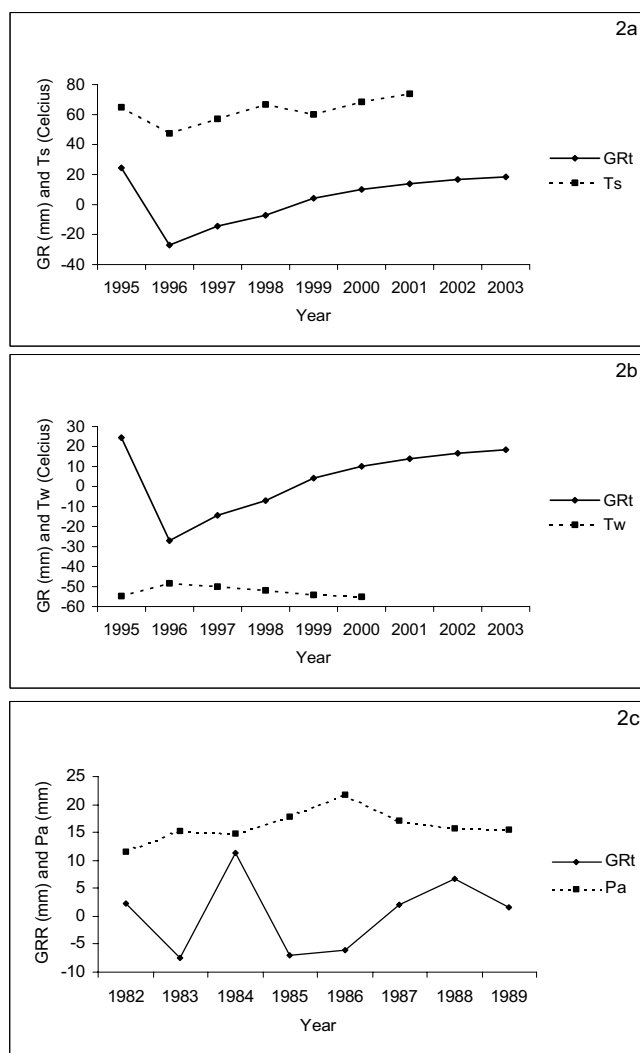 2a
GR (mm) and Ts (Celcius)
80
60
40
20
0
-20
-40
1995 1996 1997 1998 1999 2000 2001 2002 2003
Year
GRt
Ts
2b
GR (mm) and Tw (Celcius)
30
20
10
0
-10
-20
-30
-40
-50
-60
1995 1996 1997 1998 1999 2000 2001 2002 2003
Year
GRt
Tw
2c
GRR (mm) and Pa (mm)
25
20
15
10
5
0
-5
-10
1982 1983 1984 1985 1986 1987 1988 1989
Year
GRt
Pa